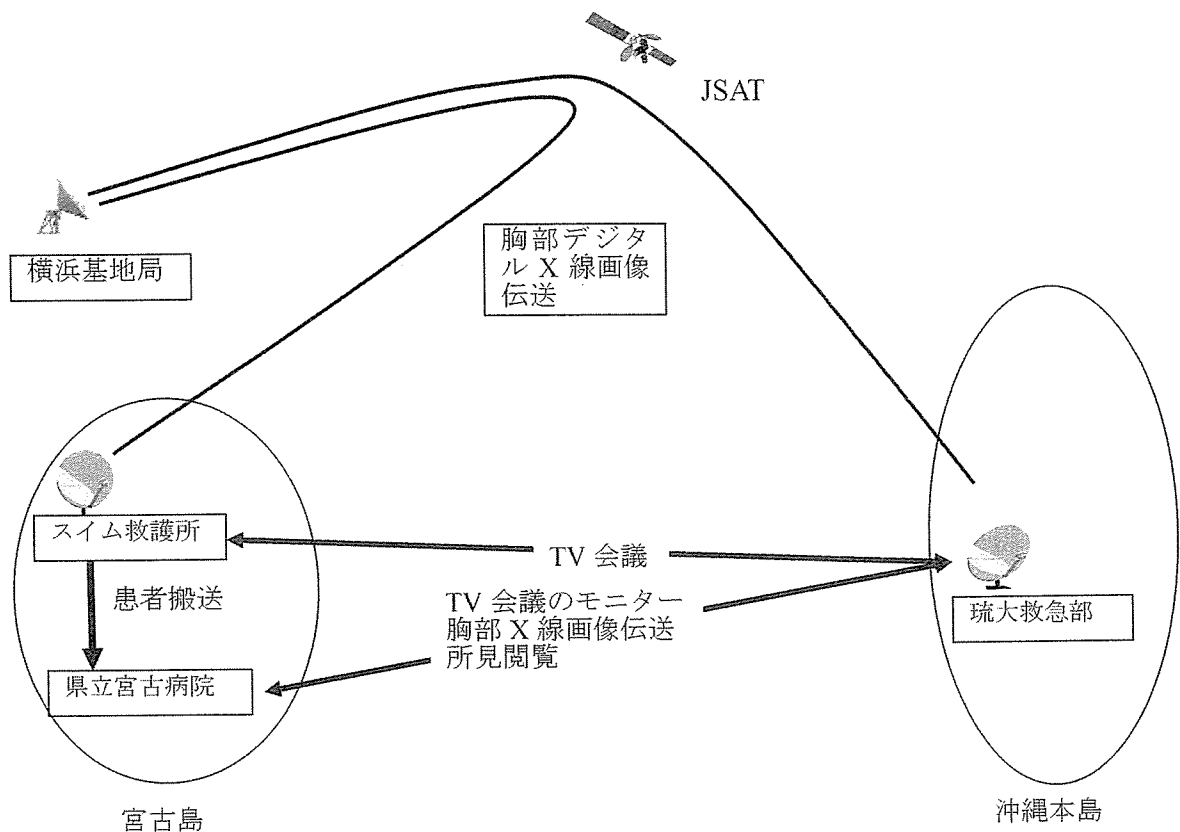 JSAT
横浜基地局
胸部デジタ
ル X 線画像
伝送
スイム救護所
TV 会議
患者搬送
TV 会議のモニター
胸部 X 線画像伝送
所見閲覧
琉大救急部
県立宮古病院
宮古島
沖縄本島